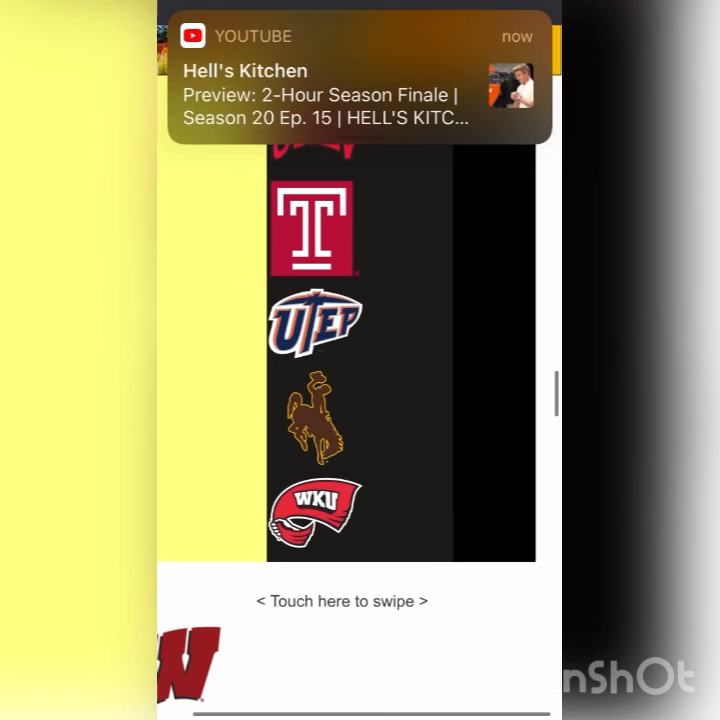 YOUTUBE now
Hell's Kitchen
Preview: 2-Hour Season Finale |
Season 20 Ep. 15 | HELL'S KITC...
T
UTEP
WKU
< Touch here to swipe >
W
nShOt